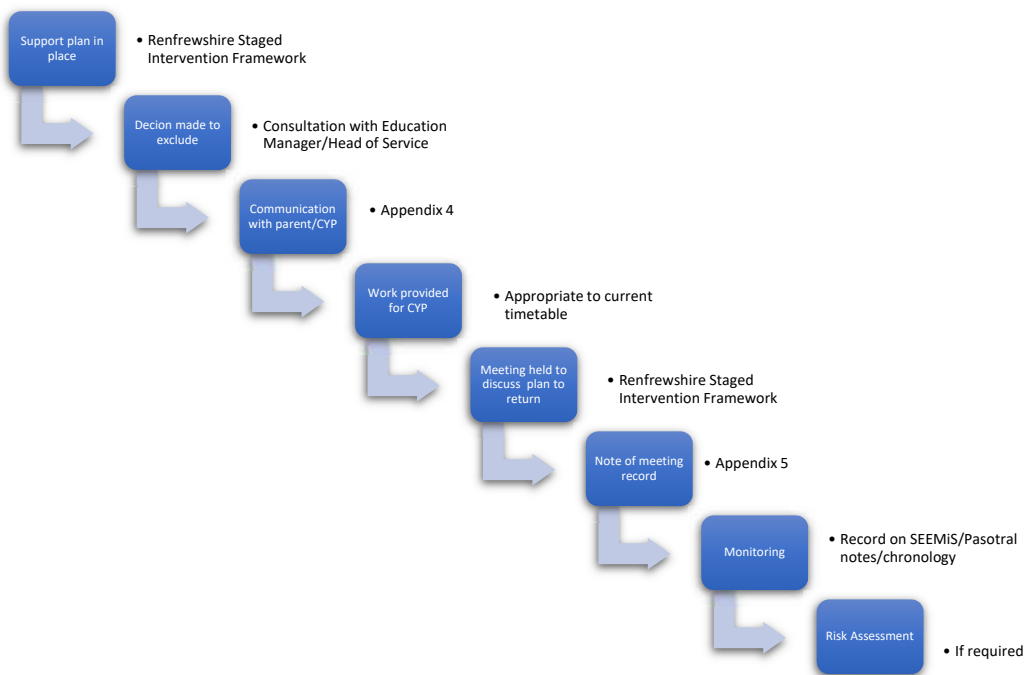 Support plan in
place
• Renfrewshire Staged
Intervention Framework
Decion made to
exclude
• Consultation with Education
Manager/Head of Service
Communication
with parent/CYP
• Appendix 4
Work provided
for CYP
• Appropriate to current
timetable
Meeting held to
discuss plan to
return
• Renfrewshire Staged
Intervention Framework
Note of meeting
record
• Appendix 5
Monitoring
• Record on SEEMiS/Pasotral
notes/chronology
Risk Assessment
• If required